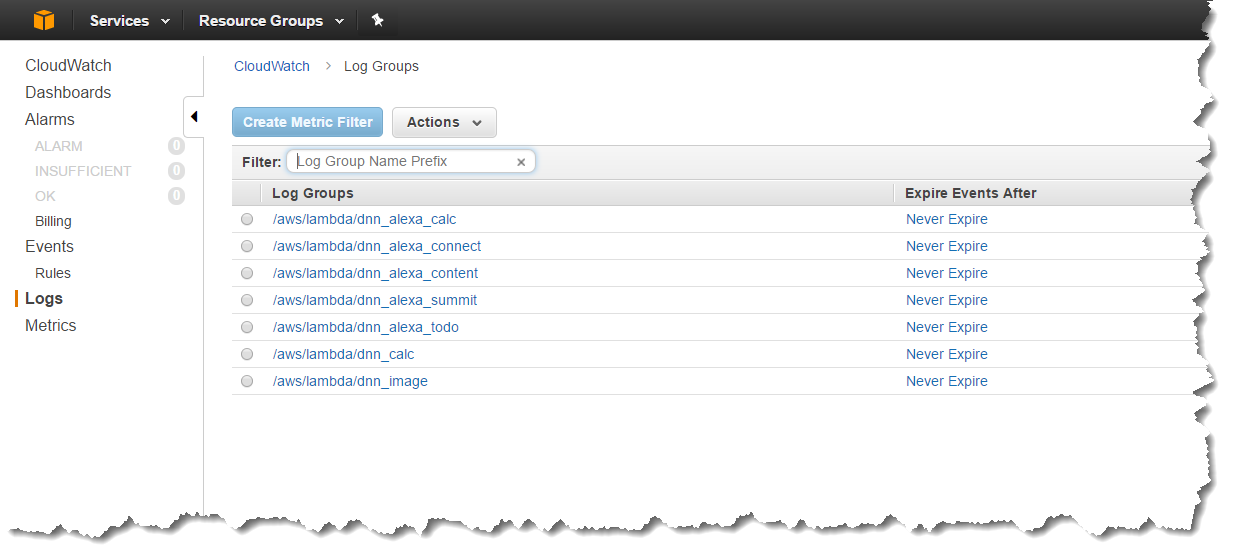 Services Resource Groups
CloudWatch
Dashboards
Alarms
ALARM 0
INSUFFICIENT 0
OK 0
Billing
Events
Rules
Logs
Metrics
CloudWatch > Log Groups
Create Metric Filter Actions
Filter: Log Group Name Prefix ×
Log Groups Expire Events After
/aws/lambda/dnn_alexa_calc Never Expire
/aws/lambda/dnn_alexa_connect Never Expire
/aws/lambda/dnn_alexa_content Never Expire
/aws/lambda/dnn_alexa_summit Never Expire
/aws/lambda/dnn_alexa_todo Never Expire
/aws/lambda/dnn_calc Never Expire
/aws/lambda/dnn_image Never Expire